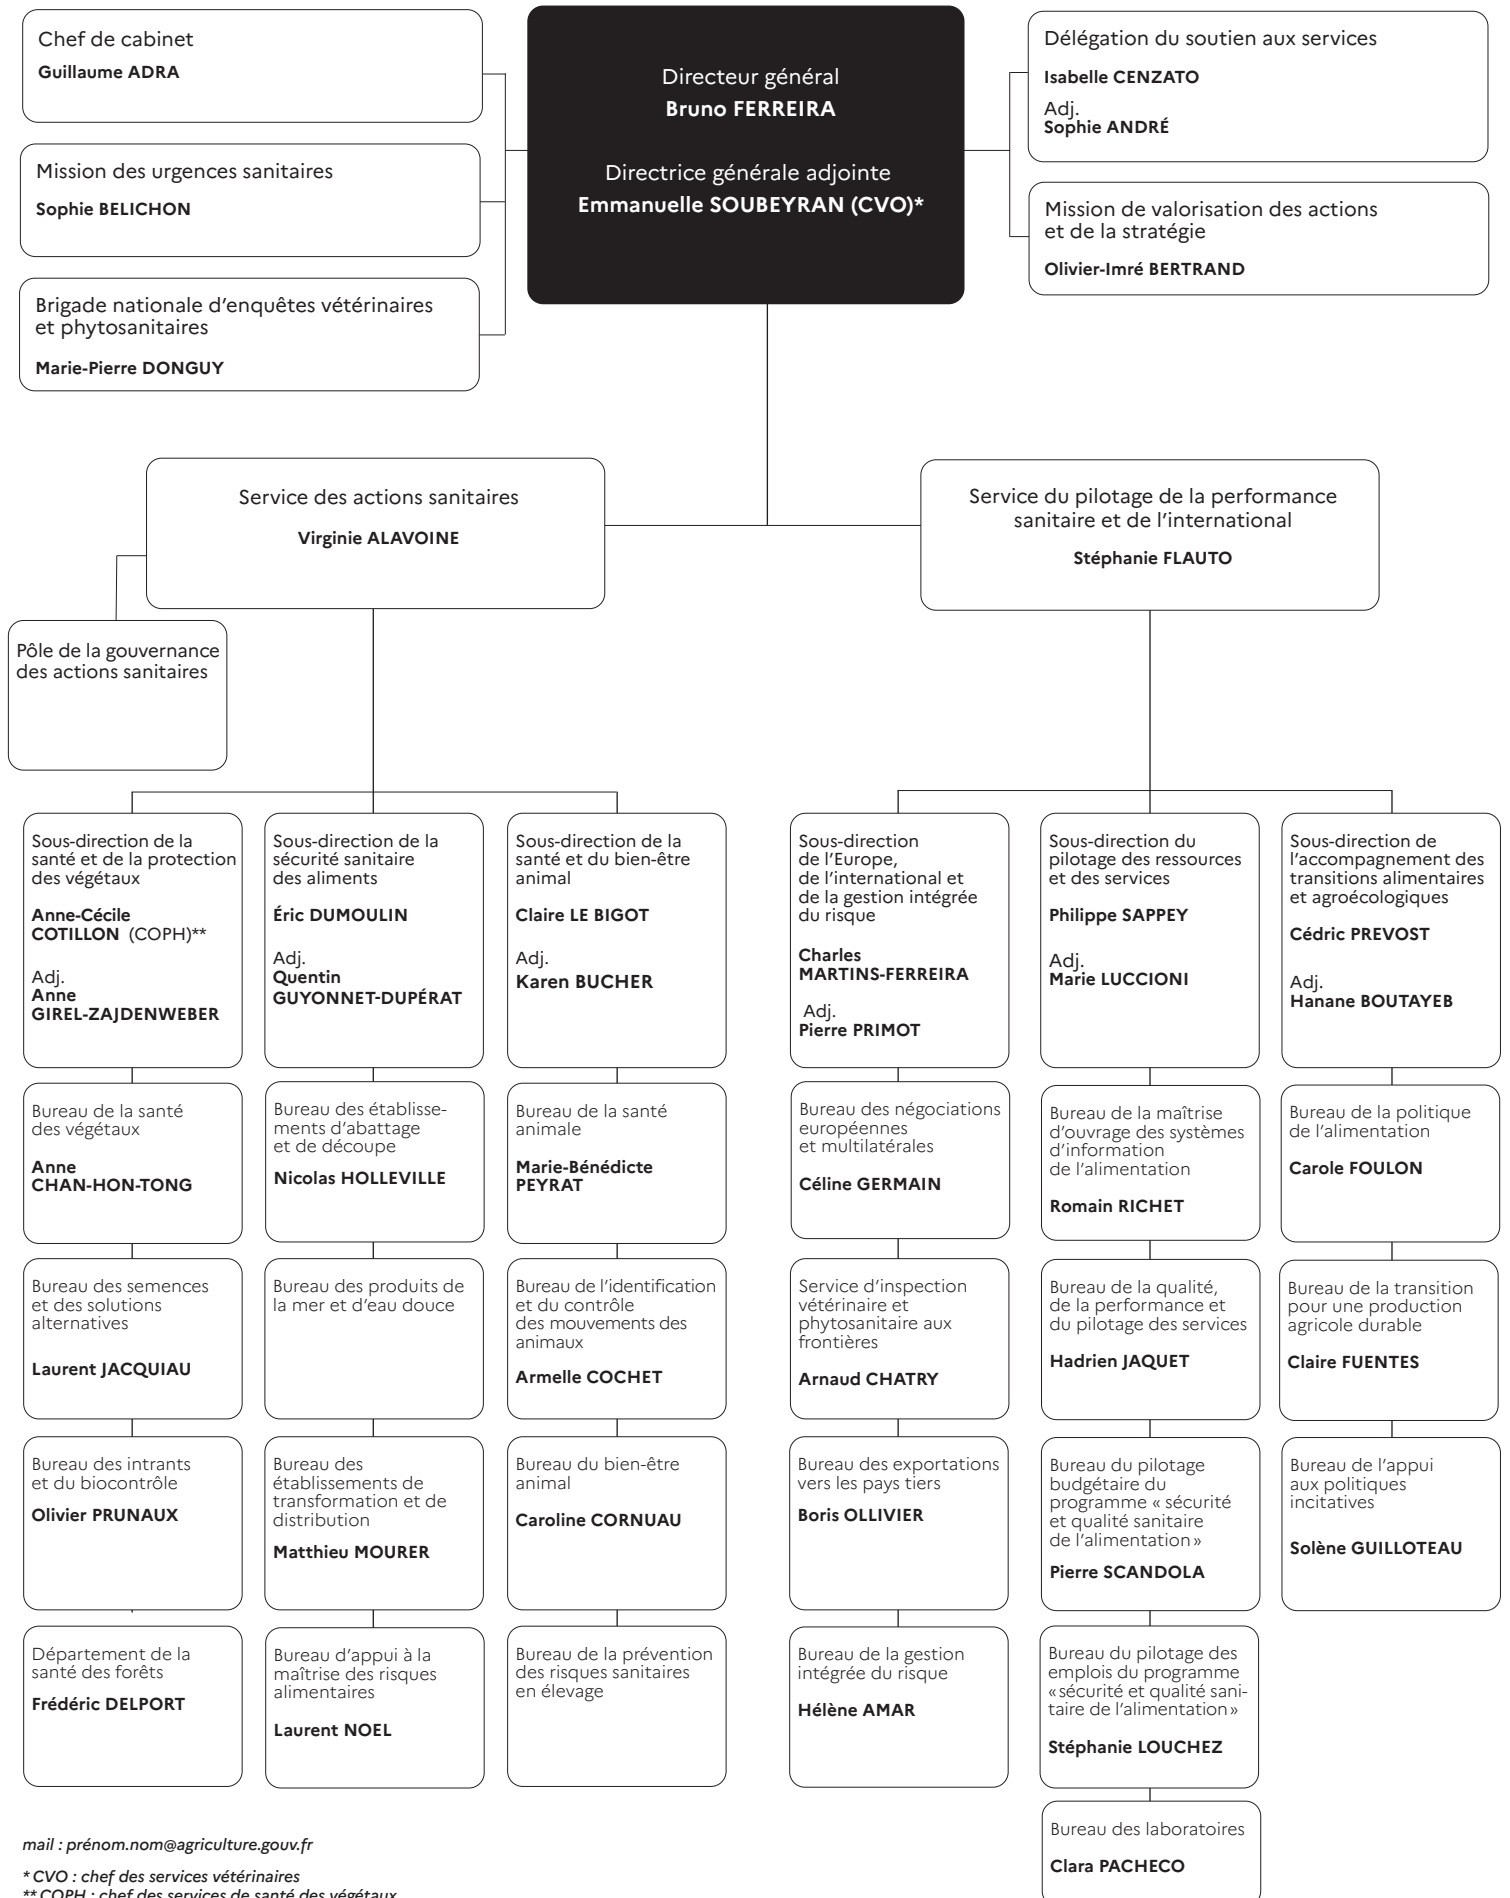 Chef de cabinet
Guillaume ADRA
Mission des urgences sanitaires
Sophie BELICHON
Brigade nationale d'enquêtes vétérinaires
et phytosanitaires
Marie-Pierre DONGUY
Directeur général
Bruno FERREIRA
Directrice générale adjointe
Emmanuelle SOUBEYRAN (CVO)*
Délégation du soutien aux services
Isabelle CENZATO
Adj.
Sophie ANDRÉ
Mission de valorisation des actions
et de la stratégie
Olivier-Imré BERTRAND
Service des actions sanitaires
Virginie ALAVOINE
Service du pilotage de la performance
sanitaire et de l'international
Stéphanie FLAUTO
Pôle de la gouvernance
des actions sanitaires
Sous-direction de la
santé et de la protection
des végétaux
Anne-Cécile
COTILLON (COPH)**
Adj.
Anne
GIREL-ZAJDENWEBER
Bureau de la santé
des végétaux
Anne
CHAN-HON-TONG
Bureau des semences
et des solutions
alternatives
Laurent JACQUIAU
Bureau des intrants
et du biocontrôle
Olivier PRUNAUX
Département de la
santé des forêts
Frédéric DELPORT
Sous-direction de la
sécurité sanitaire
des aliments
Éric DUMOULIN
Adj.
Quentin
GUYONNET-DUPÉRAT
Bureau des établisse-
ments d'abattage
et de découpe
Nicolas HOLLEVILLE
Bureau des produits de
la mer et d'eau douce
Bureau des
établissements de
transformation et de
distribution
Matthieu MOURER
Bureau d'appui à la
maîtrise des risques
alimentaires
Laurent NOEL
Sous-direction de la
santé et du bien-être
animal
Claire LE BIGOT
Adj.
Karen BUCHER
Bureau de la santé
animale
Marie-Bénédicte
PEYRAT
Bureau de l'identification
et du contrôle
des mouvements des
animaux
Armelle COCHET
Bureau du bien-être
animal
Caroline CORNUAU
Bureau de la prévention
des risques sanitaires
en élevage
Sous-direction
de l'Europe,
de l'international et
de la gestion intégrée
du risque
Charles
MARTINS-FERREIRA
Adj.
Pierre PRIMOT
Bureau des négociations
européennes
et multilatérales
Céline GERMAIN
Service d'inspection
vétérinaire et
phytosanitaire aux
frontières
Arnaud CHATRY
Bureau des exportations
vers les pays tiers
Boris OLLIVIER
Bureau de la gestion
intégrée du risque
Hélène AMAR
Sous-direction du
pilotage des ressources
et des services
Philippe SAPPEY
Adj.
Marie LUCCIONI
Bureau de la maîtrise
d'ouvrage des systèmes
d'information
de l'alimentation
Romain RICHET
Bureau de la qualité,
de la performance et
du pilotage des services
Hadrien JAQUET
Bureau du pilotage
budgétaire du
programme « sécurité
et qualité sanitaire
de l'alimentation »
Pierre SCANDOLA
Bureau du pilotage des
emplois du programme
« sécurité et qualité sani-
taire de l'alimentation »
Stéphanie LOUCHEZ
Bureau des laboratoires
Clara PACHECO
Sous-direction de
l'accompagnement des
transitions alimentaires
et agroécologiques
Cédric PREVOST
Adj.
Hanane BOUTAYEB
Bureau de la politique
de l'alimentation
Carole FOULON
Bureau de la transition
pour une production
agricole durable
Claire FUENTES
Bureau de l'appui
aux politiques
incitatives
Solène GUILLOTEAU
mail : prénom.nom@agriculture.gouv.fr
* CVO : chef des services vétérinaires
** COPH : chef des services de santé des végétaux